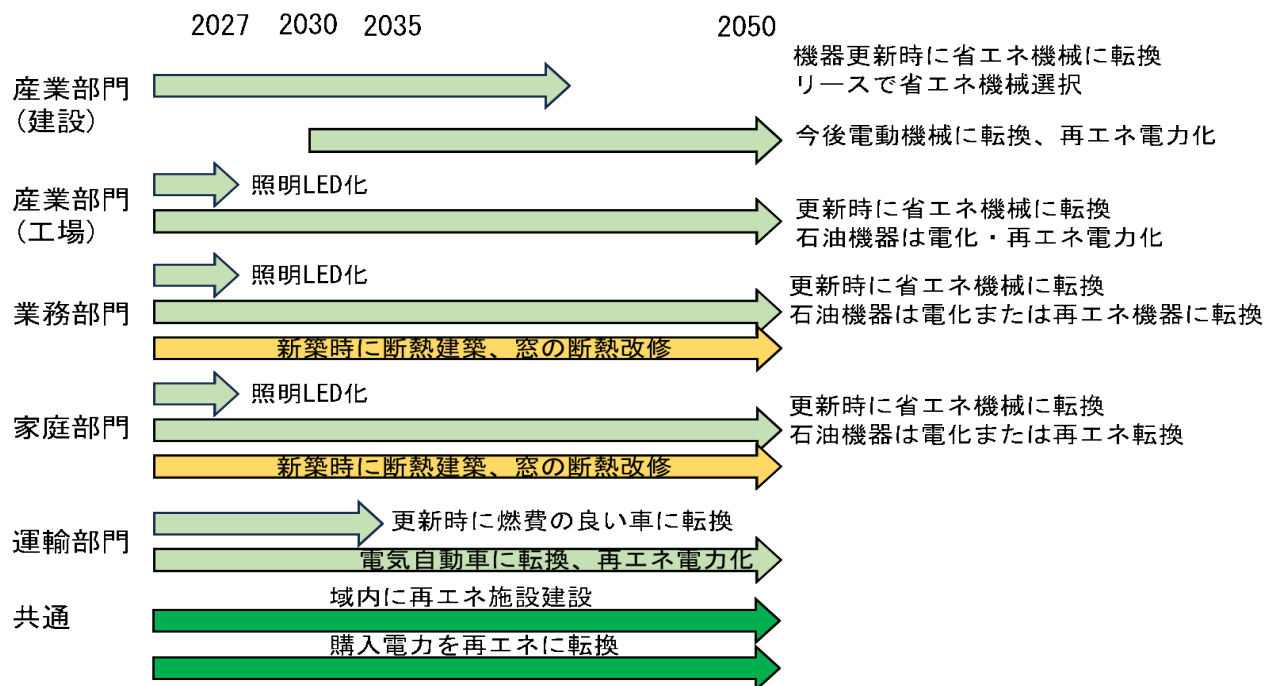 2027 2030 2035 2050
産業部門
(建設)
機器更新時に省エネ機械に転換
リースで省エネ機械選択
今後電動機械に転換、再エネ電力化
産業部門
(工場)
照明LED化
更新時に省エネ機械に転換
石油機器は電化・再エネ電力化
業務部門
照明LED化
更新時に省エネ機械に転換
石油機器は電化または再エネ機器に転換
新築時に断熱建築、窓の断熱改修
家庭部門
照明LED化
更新時に省エネ機械に転換
石油機器は電化または再エネ転換
新築時に断熱建築、窓の断熱改修
運輸部門
更新時に燃費の良い車に転換
電気自動車に転換、再エネ電力化
共通
域内に再エネ施設建設
購入電力を再エネに転換